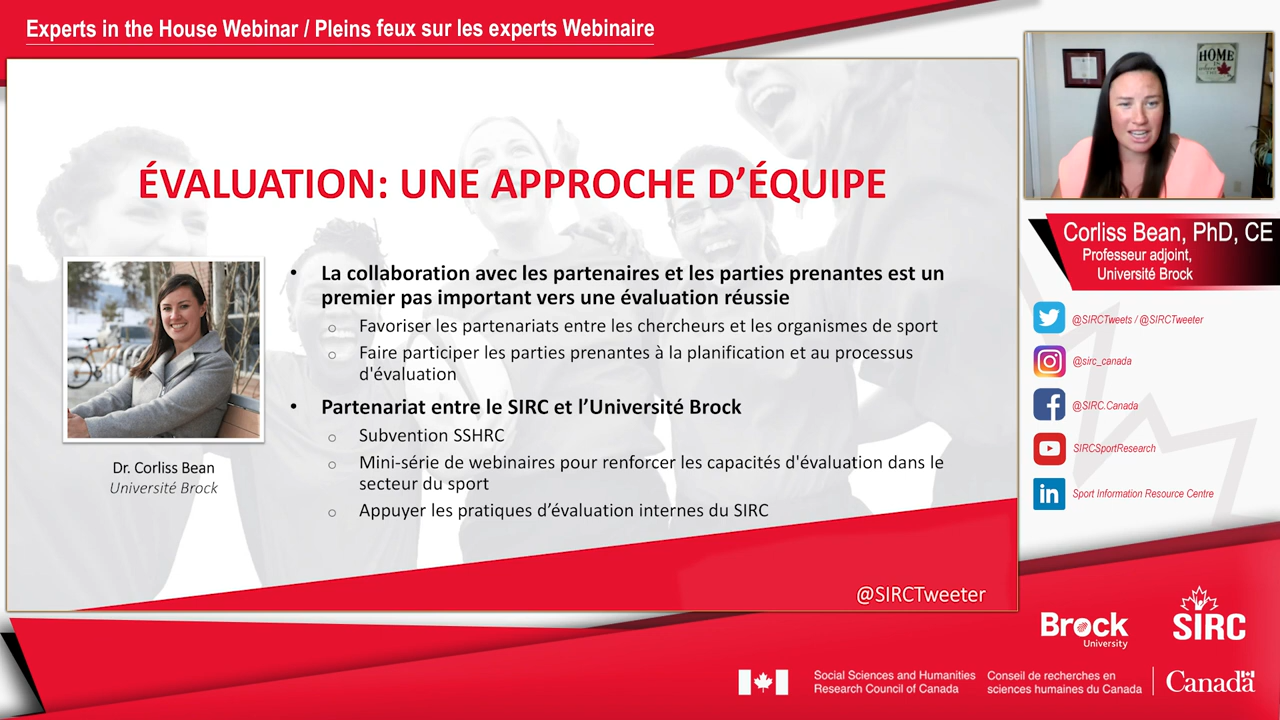 Experts in the House Webinar / Pleins feux sur les experts Webinaire
HOME
ÉVALUATION: UNE APPROCHE D’ÉQUIPE
• La collaboration avec les partenaires et les parties prenantes est un
premier pas important vers une évaluation réussie
o Favoriser les partenariats entre les chercheurs et les organismes de sport
o Faire participer les parties prenantes à la planification et au processus
d'évaluation
• Partenariat entre le SIRC et l’Université Brock
o Subvention SSHRC
o Mini-série de webinaires pour renforcer les capacités d'évaluation dans le
secteur du sport
o Appuyer les pratiques d’évaluation internes du SIRC
Dr. Corliss Bean
Université Brock
@SIRCTweeter
Corliss Bean, PhD, CE
Professeur adjoint,
Université Brock
@SIRCTweets / @SIRCTweeter
@sirc_canada
@SIRC.Canada
SIRCSportResearch
in
Sport Information Resource Centre
Brock
University
SIRC
Social Sciences and Humanities
Research Council of Canada
Conseil de recherches en
sciences humaines du Canada
Canada